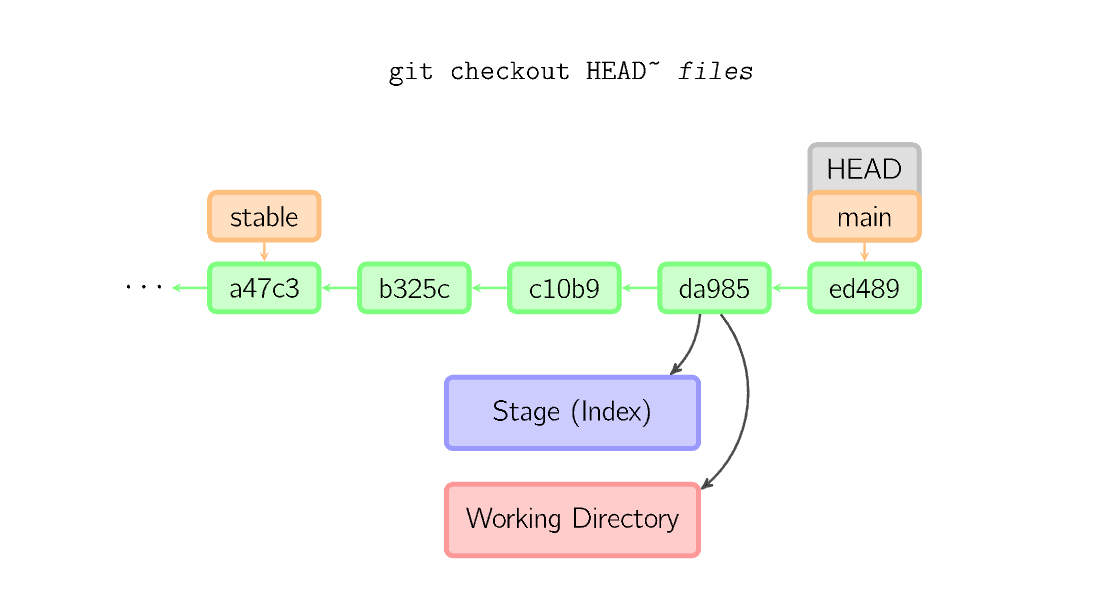 git checkout HEAD~ files
HEAD
stable
main
...
a47c3
b325c
c10b9
da985
ed489
Stage (Index)
Working Directory